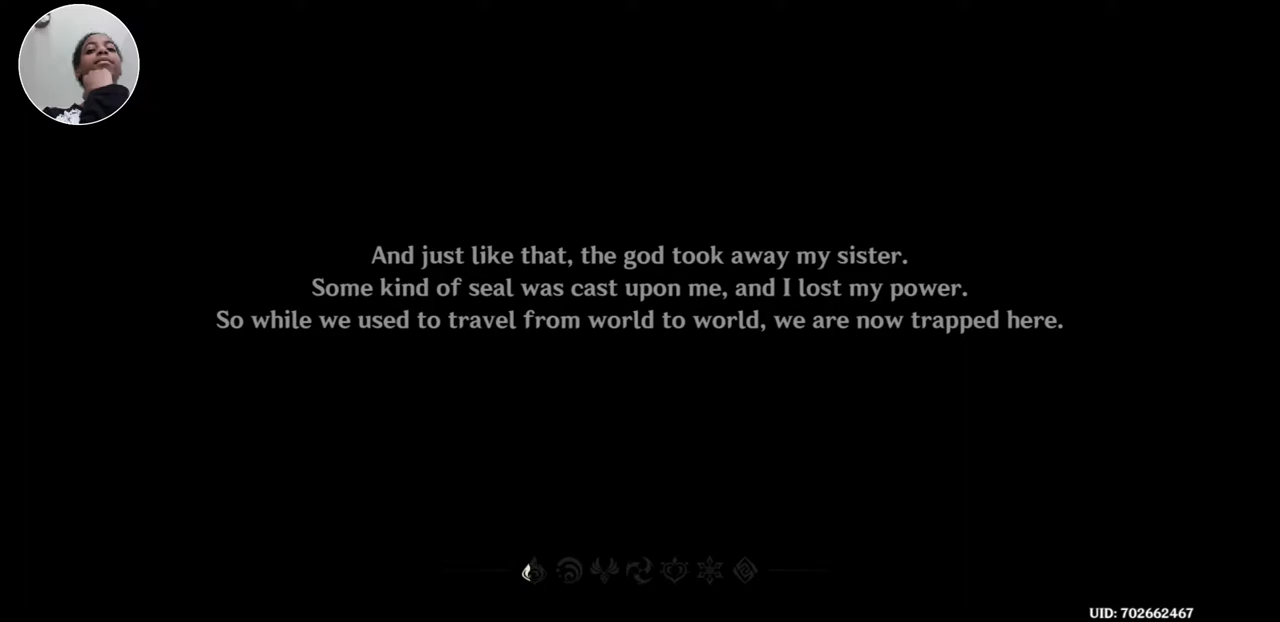 And just like that, the god took away my sister.
Some kind of seal was cast upon me, and I lost my power.
So while we used to travel from world to world, we are now trapped here.
UID: 702662467